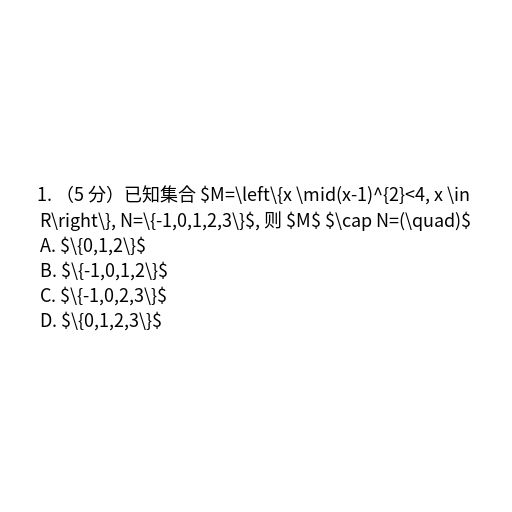 1. （5 分）已知集合 $M=\left\{x \mid(x-1)^{2}<4, x \in
R\right\}, N=\{-1,0,1,2,3\}$, 则 $M$ $\cap N=(\quad)$
A. $\{0,1,2\}$
B. $\{-1,0,1,2\}$
C. $\{-1,0,2,3\}$
D. $\{0,1,2,3\}$